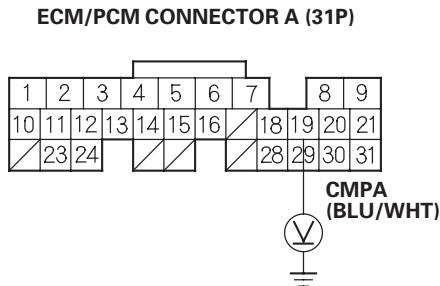 ECM/PCM CONNECTOR A (31P)
1 2 3 4 5 6 7 8 9
10 11 12 13 14 15 16 18 19 20 21
23 24 28 29 30 31
CMPA
(BLU/WHT)
V